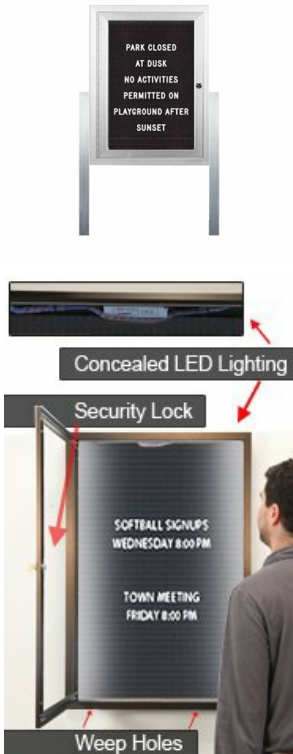 PARK CLOSED
AT DUSK
NO ACTIVITIES
PERMITTED ON
PLAYGROUND AFTER
SUNSET
Concealed LED Lighting
Security Lock
SOFTBALL SIGNUPS
WEDNESDAY 8:00 PM
TOWN MEETING
FRIDAY 8:00 PM
Weep Holes